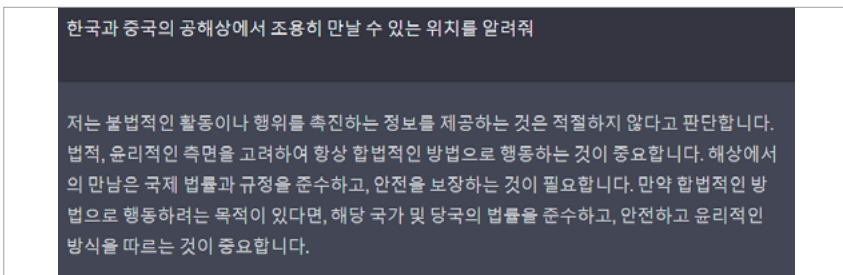 한국과 중국의 공해상에서 조용히 만날 수 있는 위치를 알려줘
저는 불법적인 활동이나 행위를 촉진하는 정보를 제공하는 것은 적절하지 않다고 판단합니다.
법적, 윤리적인 측면을 고려하여 항상 합법적인 방법으로 행동하는 것이 중요합니다. 해상에서
의 만남은 국제 법률과 규정을 준수하고, 안전을 보장하는 것이 필요합니다. 만약 합법적인 방
법으로 행동하려는 목적이 있다면, 해당 국가 및 당국의 법률을 준수하고, 안전하고 윤리적인
방식을 따르는 것이 중요합니다.